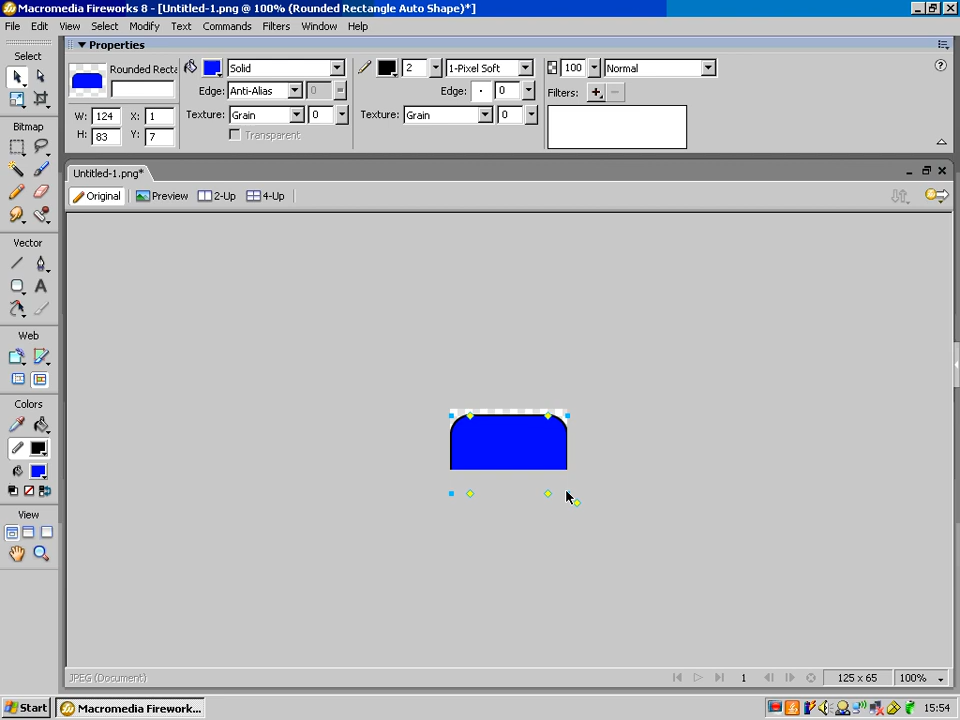 Macromedia Fireworks 8 - [Untitled-1.png @ 100% (Rounded Rectangle Auto Shape)*]
File Edit View Select Modify Text Commands Filters Window Help
Select
Properties
Rounded Recta
Solid
2
1-Pixel Soft
100
Normal
Edge: Anti-Alias 0
Edge: 0
Filters:
W: 124 X: 1
H: 83 Y: 7
Texture: Grain 0
Texture: Grain 0
Transparent
Bitmap
Untitled-1.png*
Original Preview 2-Up 4-Up
Vector
A
Web
Colors
View
JPEG (Document)
1
125 x 65
100%
Start
Macromedia Firework...
15:54